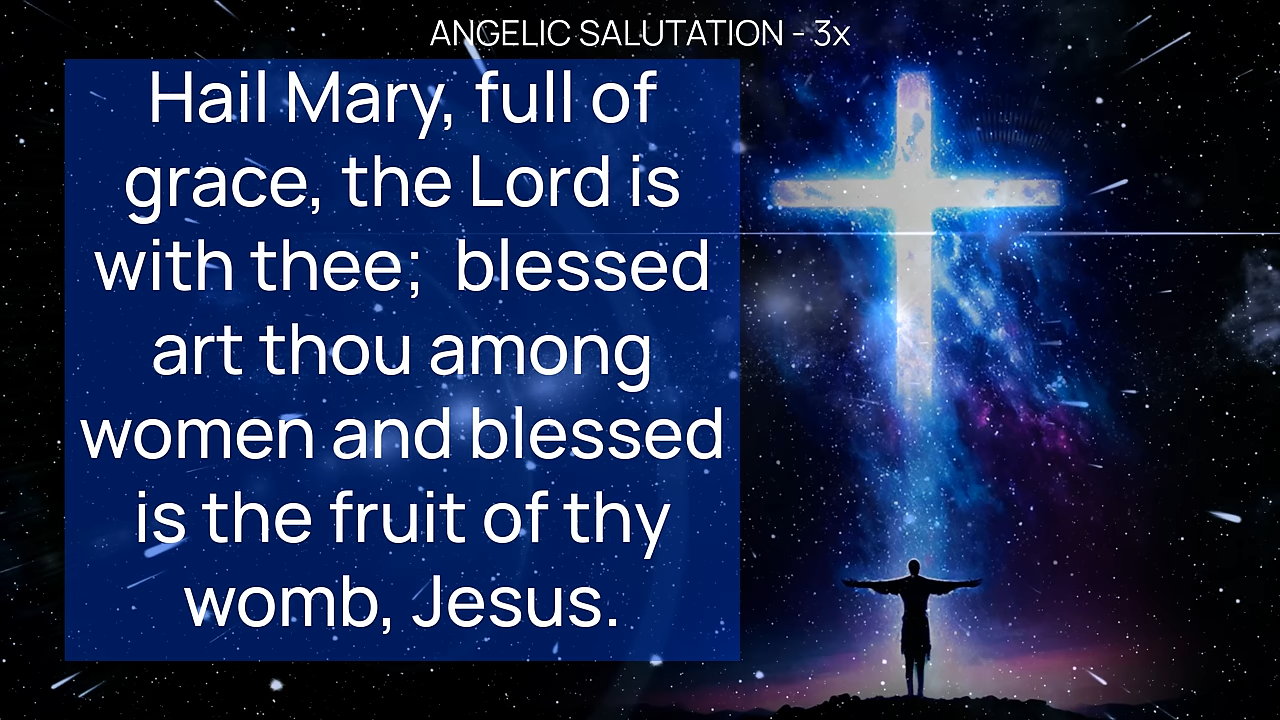 ANGELIC SALUTATION - 3x
Hail Mary, full of
grace, the Lord is
with thee;  blessed
art thou among
women and blessed
is the fruit of thy
womb, Jesus.